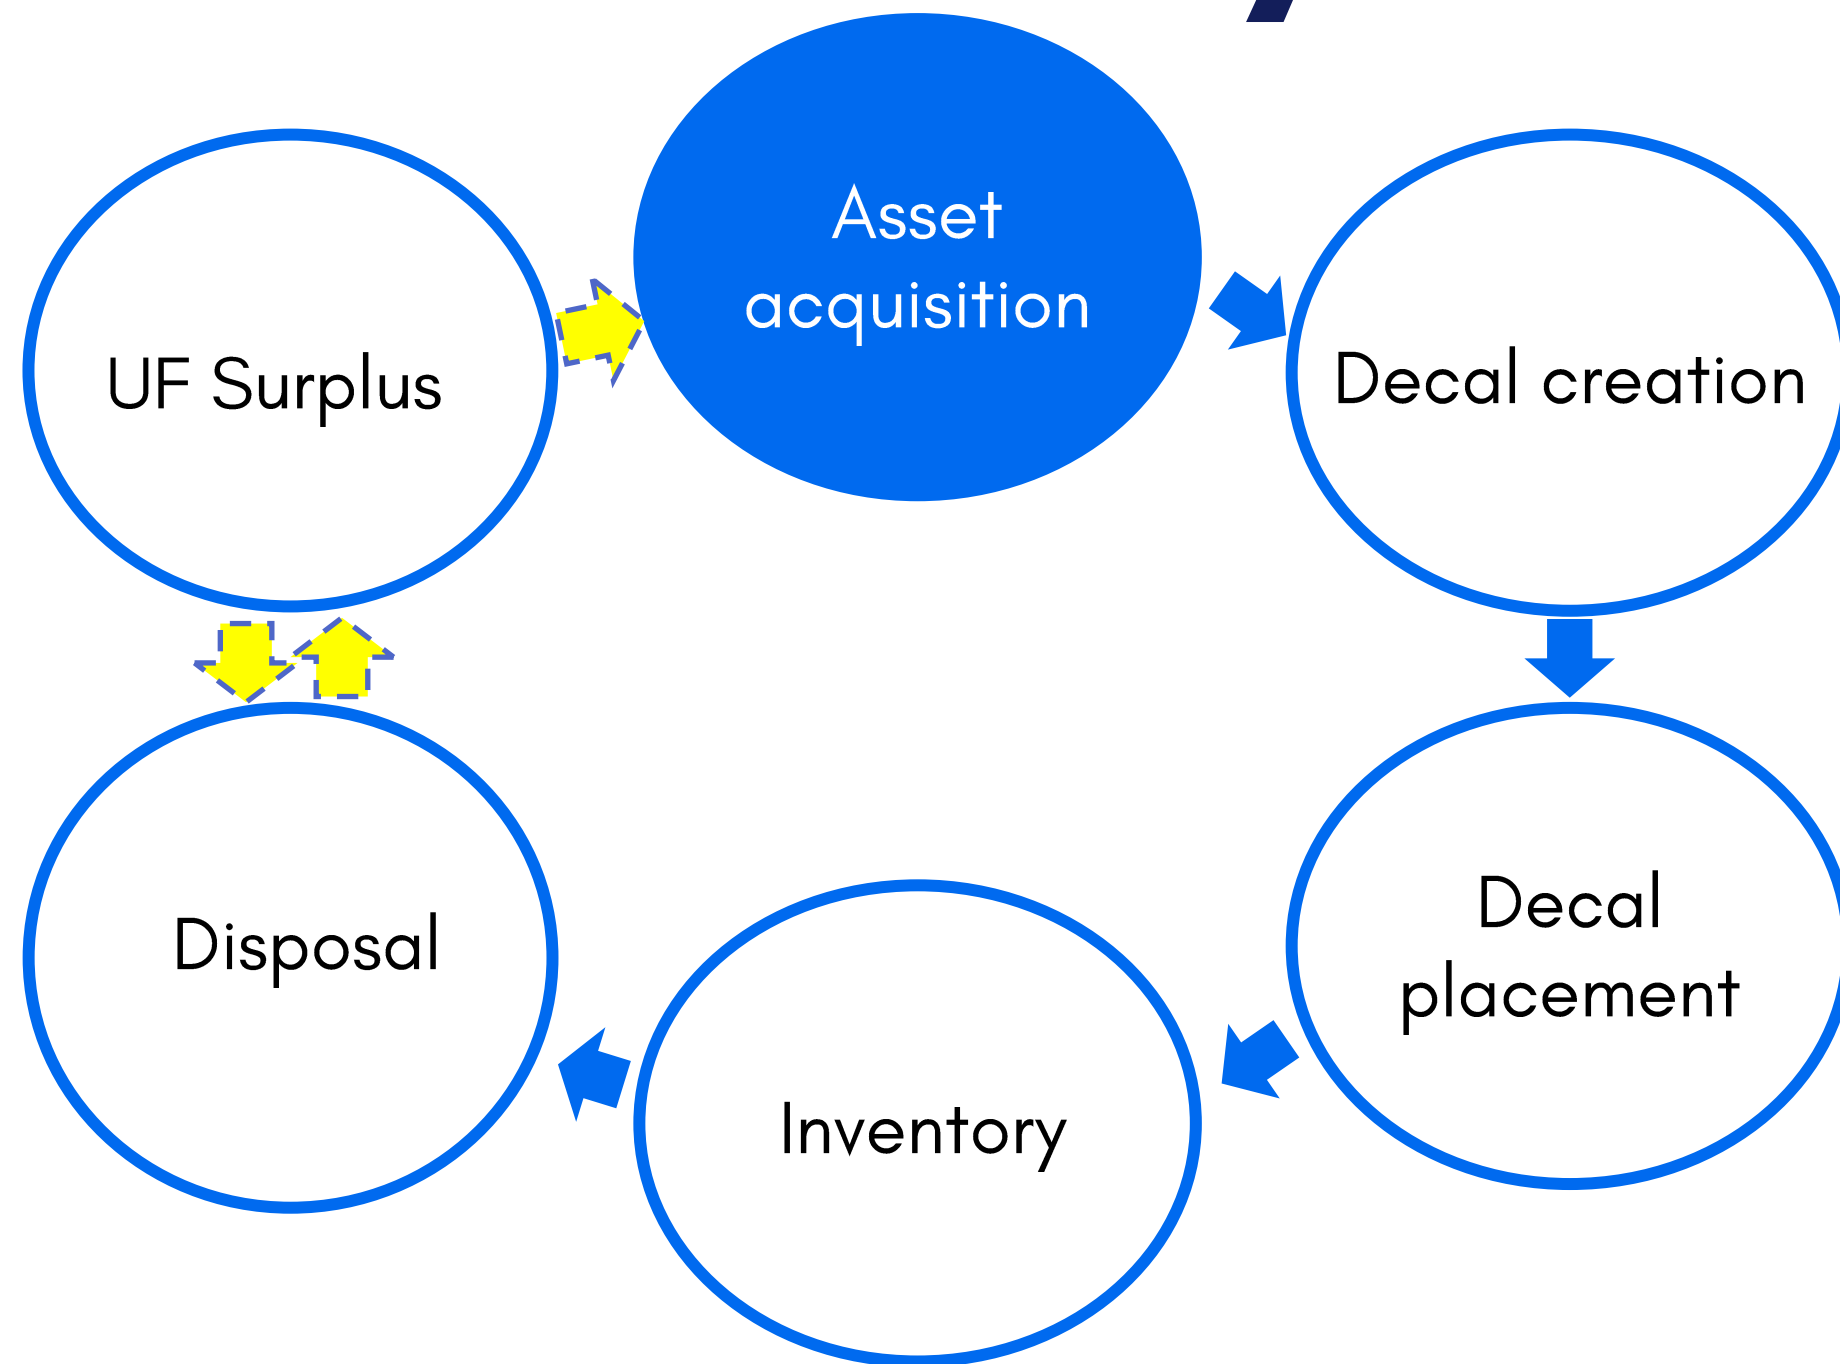 Asset
acquisition
UF Surplus
Decal creation
Disposal
Decal
placement
Inventory